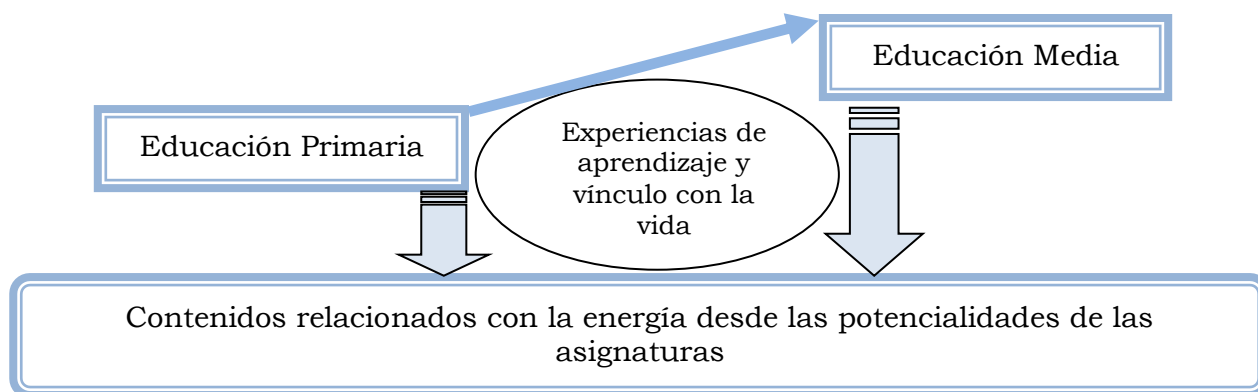 Educación Media
Educación Primaria
Experiencias de
aprendizaje y
vínculo con la
vida
Contenidos relacionados con la energía desde las potencialidades de las
asignaturas